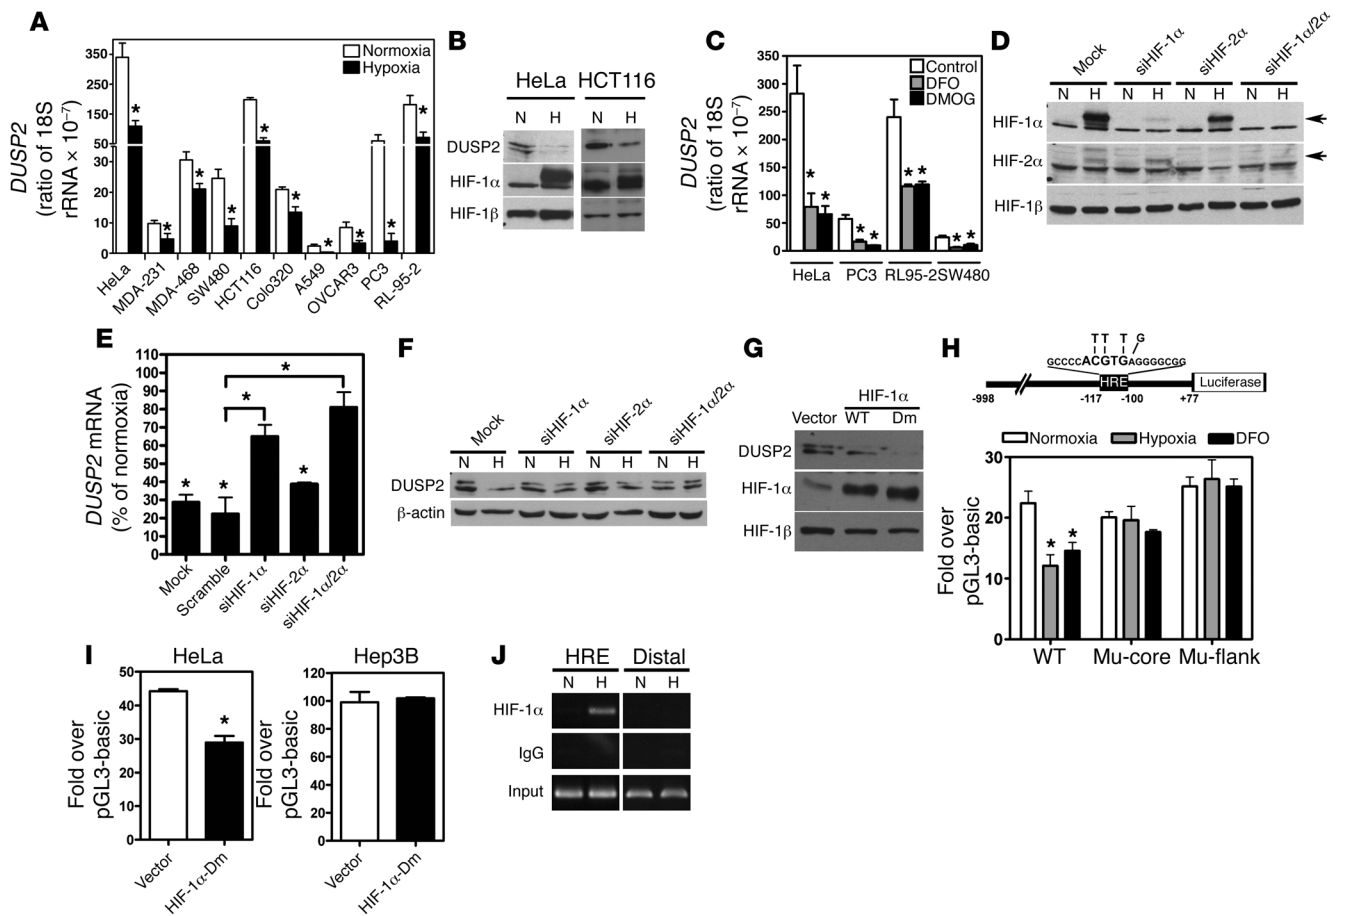 A
DUSP2
(ratio of 18S
rRNA × 10⁻⁷)
350
250
150
50
30
20
10
0
Normoxia
Hypoxia
* * * * * * * * * *
HeLa MDA-231 MDA-468 SW480 HCT116 Colo320 A549 OVCAR3 PC3 RL-95-2
B
HeLa HCT116
N H N H
DUSP2
HIF-1α
HIF-1β
C
DUSP2
(ratio of 18S
rRNA × 10⁻⁷)
350
300
250
200
150
100
50
0
Control
DFO
DMOG
* * * * * * * *
HeLa PC3 RL95-2 SW480
D
Mock siHIF-1α siHIF-2α siHIF-1α/2α
N H N H N H N H
HIF-1α
HIF-2α
HIF-1β
E
DUSP2 mRNA
(% of normoxia)
110
100
90
80
70
60
50
40
30
20
10
0
* * * * *
Mock Scramble siHIF-1α siHIF-2α siHIF-1α/2α
F
Mock siHIF-1α siHIF-2α siHIF-1α/2α
N H N H N H N H
DUSP2
β-actin
G
HIF-1α
Vector WT Dm
DUSP2
HIF-1α
HIF-1β
H
TT T G
GCCCCACGTGAGGGGCGG
HRE
Luciferase
-998 -117 -100 +77
Normoxia Hypoxia DFO
Fold over
pGL3-basic
30
20
10
0
* *
WT Mu-core Mu-flank
I
HeLa
Fold over
pGL3-basic
50
40
30
20
10
0
*
Vector HIF-1α-Dm
Hep3B
Fold over
pGL3-basic
120
100
80
60
40
20
0
Vector HIF-1α-Dm
J
HRE Distal
N H N H
HIF-1α
IgG
Input